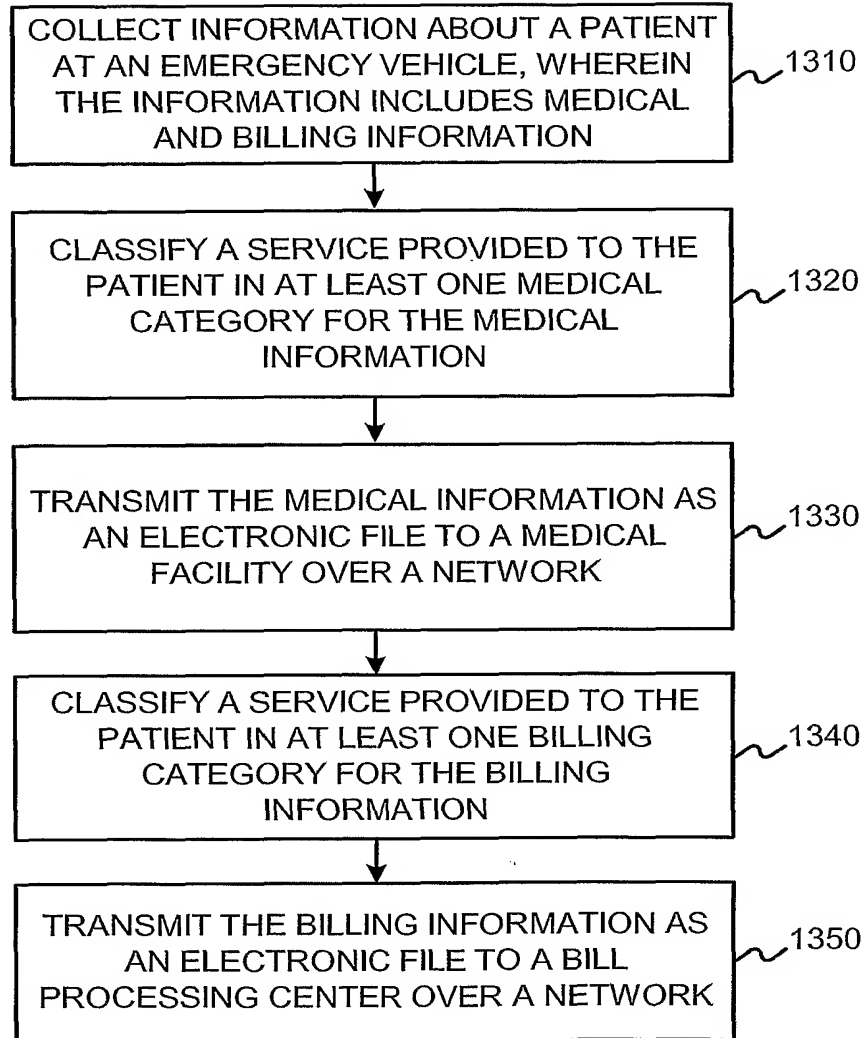 COLLECT INFORMATION ABOUT A PATIENT
AT AN EMERGENCY VEHICLE, WHEREIN
THE INFORMATION INCLUDES MEDICAL
AND BILLING INFORMATION
1310
CLASSIFY A SERVICE PROVIDED TO THE
PATIENT IN AT LEAST ONE MEDICAL
CATEGORY FOR THE MEDICAL
INFORMATION
1320
TRANSMIT THE MEDICAL INFORMATION AS
AN ELECTRONIC FILE TO A MEDICAL
FACILITY OVER A NETWORK
1330
CLASSIFY A SERVICE PROVIDED TO THE
PATIENT IN AT LEAST ONE BILLING
CATEGORY FOR THE BILLING
INFORMATION
1340
TRANSMIT THE BILLING INFORMATION AS
AN ELECTRONIC FILE TO A BILL
PROCESSING CENTER OVER A NETWORK
1350